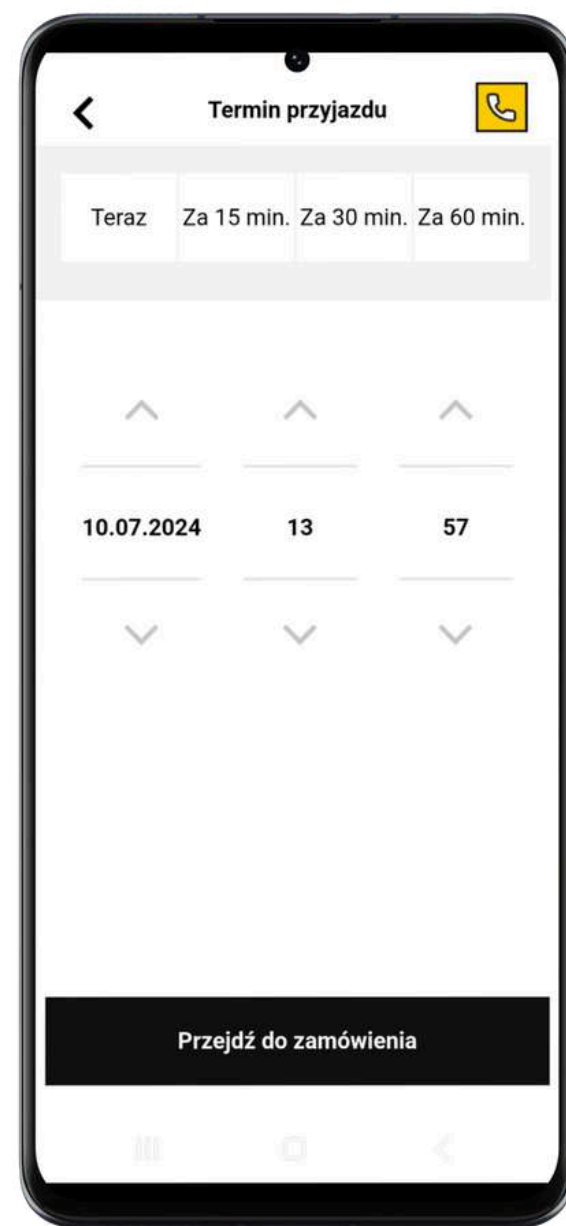 Termin przyjazdu
Teraz Za 15 min. Za 30 min. Za 60 min.
10.07.2024 13 57
Przejdź do zamówienia